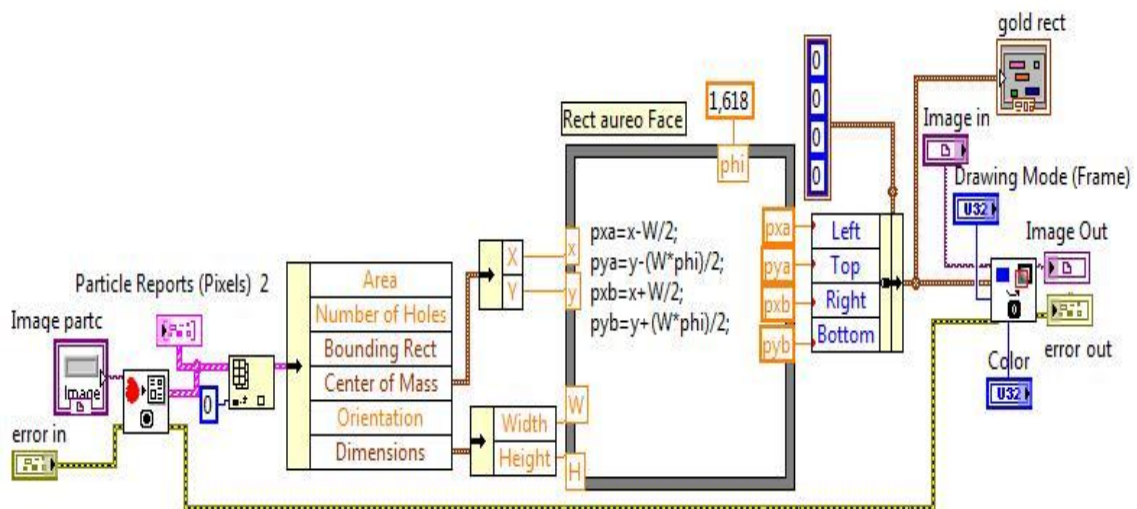 gold rect
1,618
Rect aureo Face
phi
0
0
0
0
Image in
Drawing Mode (Frame)
U32
Image Out
x
y
W
H
pxa=x-W/2;
pya=y-(W*phi)/2;
pxb=x+W/2;
pyb=y+(W*phi)/2;
pxa
pya
pxb
pyb
Left
Top
Right
Bottom
X
Y
Particle Reports (Pixels) 2
Area
Number of Holes
Bounding Rect
Center of Mass
Orientation
Dimensions
Width
Height
Image partc
Image
0
error in
error out
Color
U32